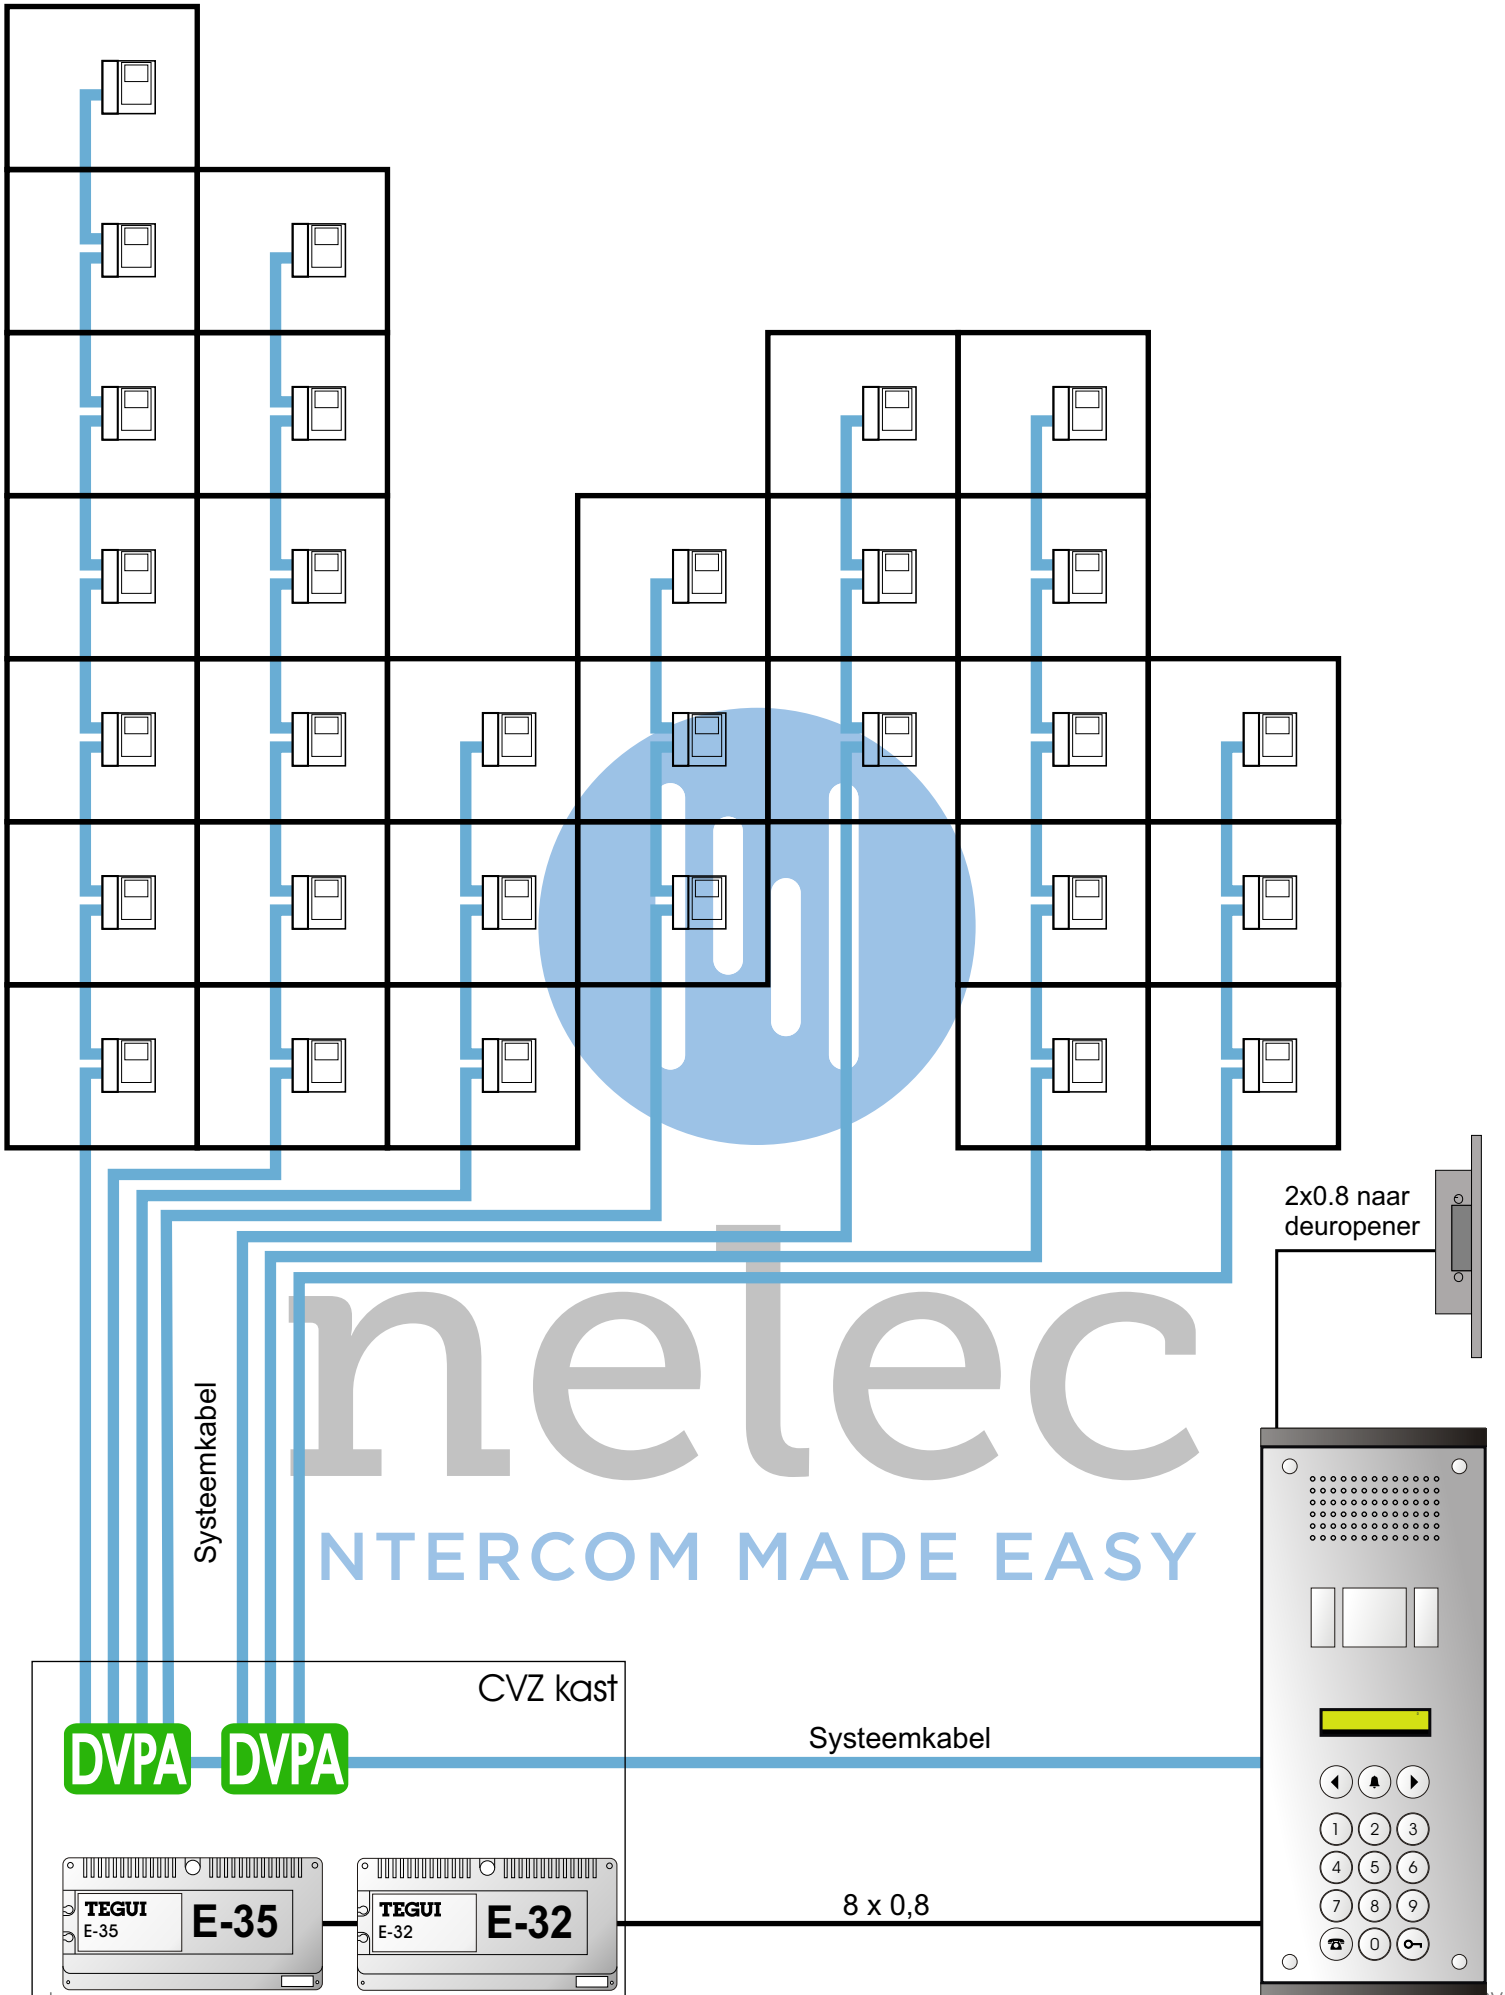 2x0.8 naar
deuropener
nelec
NTERCOM MADE EASY
Systeemkabel
CVZ kast
DVPA
DVPA
Systeemkabel
TEGUI
E-35
E-35
TEGUI
E-32
E-32
8 x 0,8
1 2 3
4 5 6
7 8 9
0